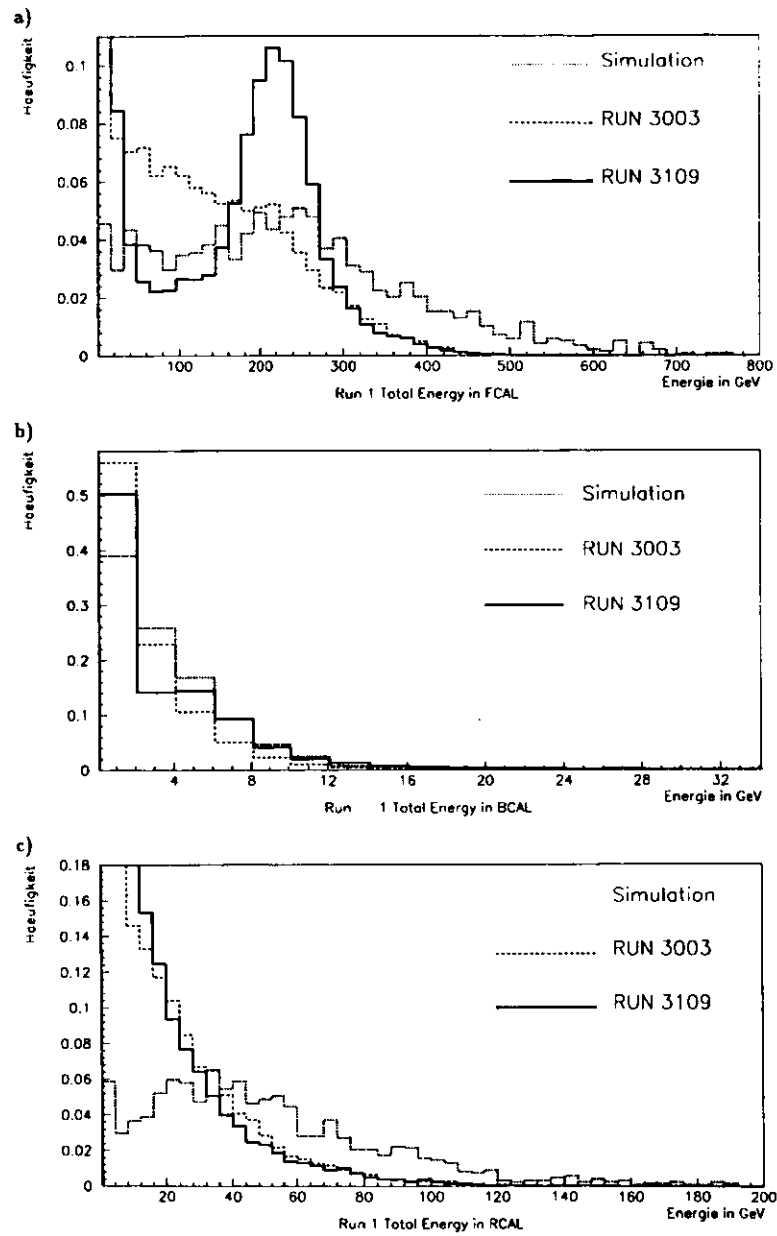 a)
Haeufigkeit
0.1
0.08
0.06
0.04
0.02
0
Simulation
RUN 3003
RUN 3109
100 200 300 400 500 600 700 800
Energie in GeV
Run 1 Total Energy in FCAL
b)
Haeufigkeit
0.5
0.4
0.3
0.2
0.1
0
Simulation
RUN 3003
RUN 3109
4 8 12 16 20 24 28 32
Energie in GeV
Run 1 Total Energy in BCAL
c)
Haeufigkeit
0.18
0.16
0.14
0.12
0.1
0.08
0.06
0.04
0.02
0
Simulation
RUN 3003
RUN 3109
20 40 60 80 100 120 140 160 180 200
Energie in GeV
Run 1 Total Energy in RCAL